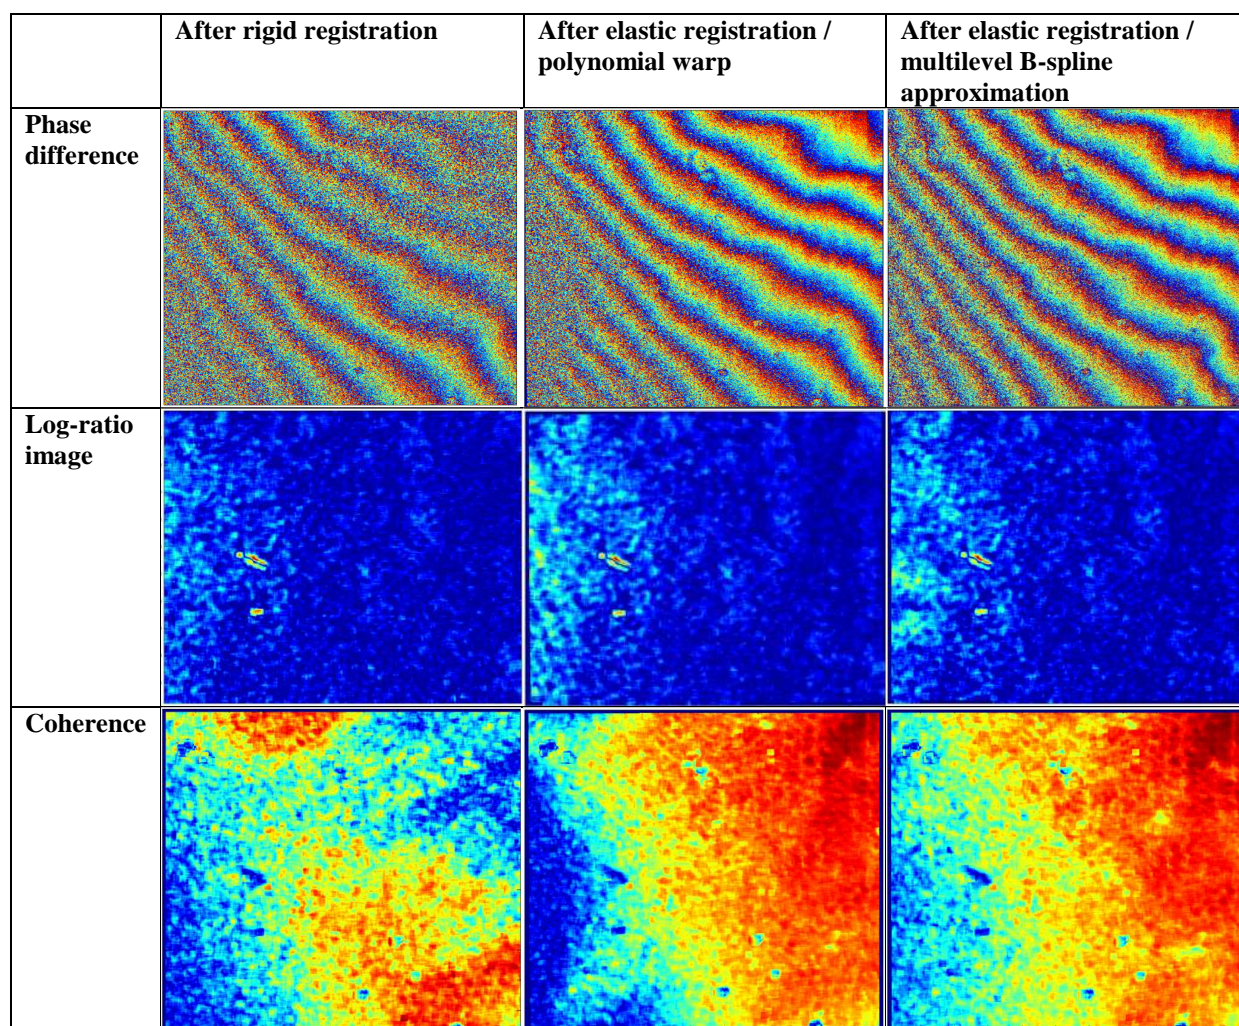 After rigid registration
After elastic registration /
polynomial warp
After elastic registration /
multilevel B-spline
approximation
Phase
difference
Log-ratio
image
Coherence